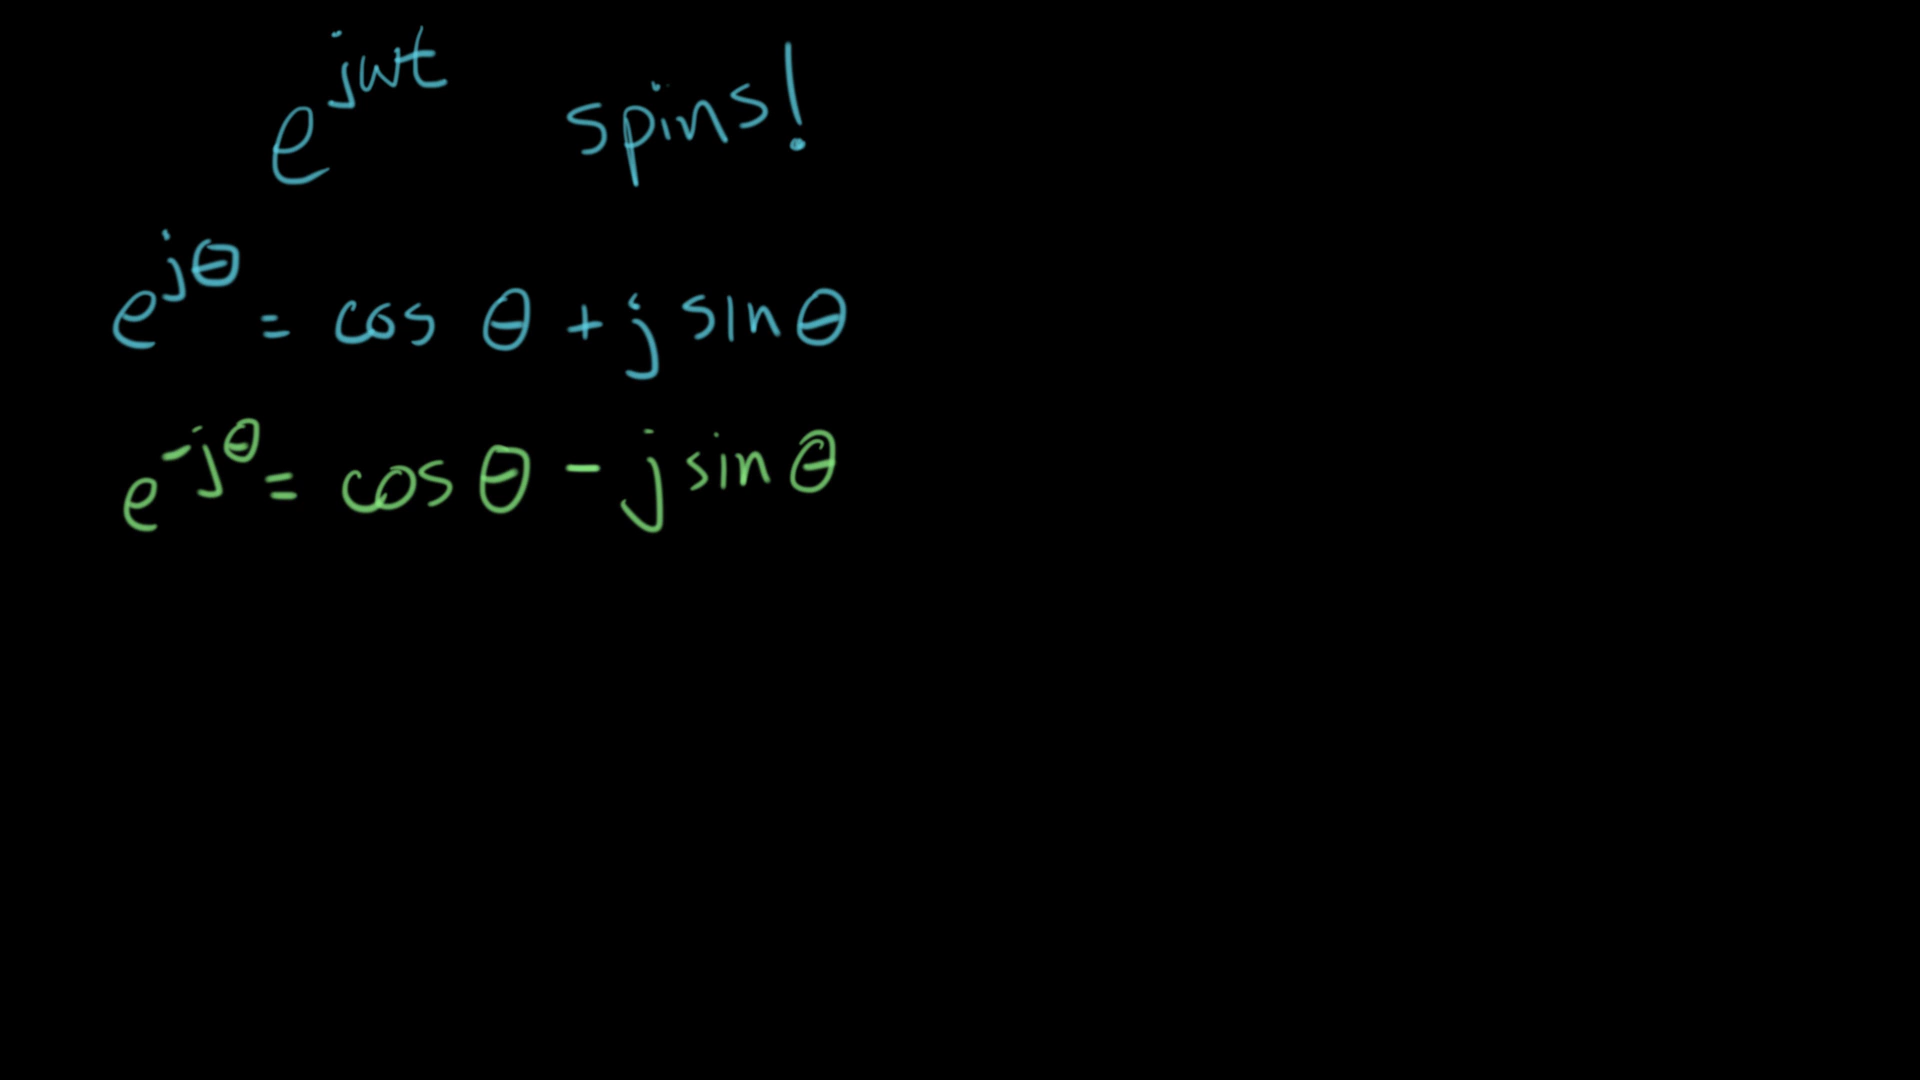 e^{jωt} spins!
e^{jθ} = cos θ + j sin θ
e^{-jθ} = cos θ - j sin θ